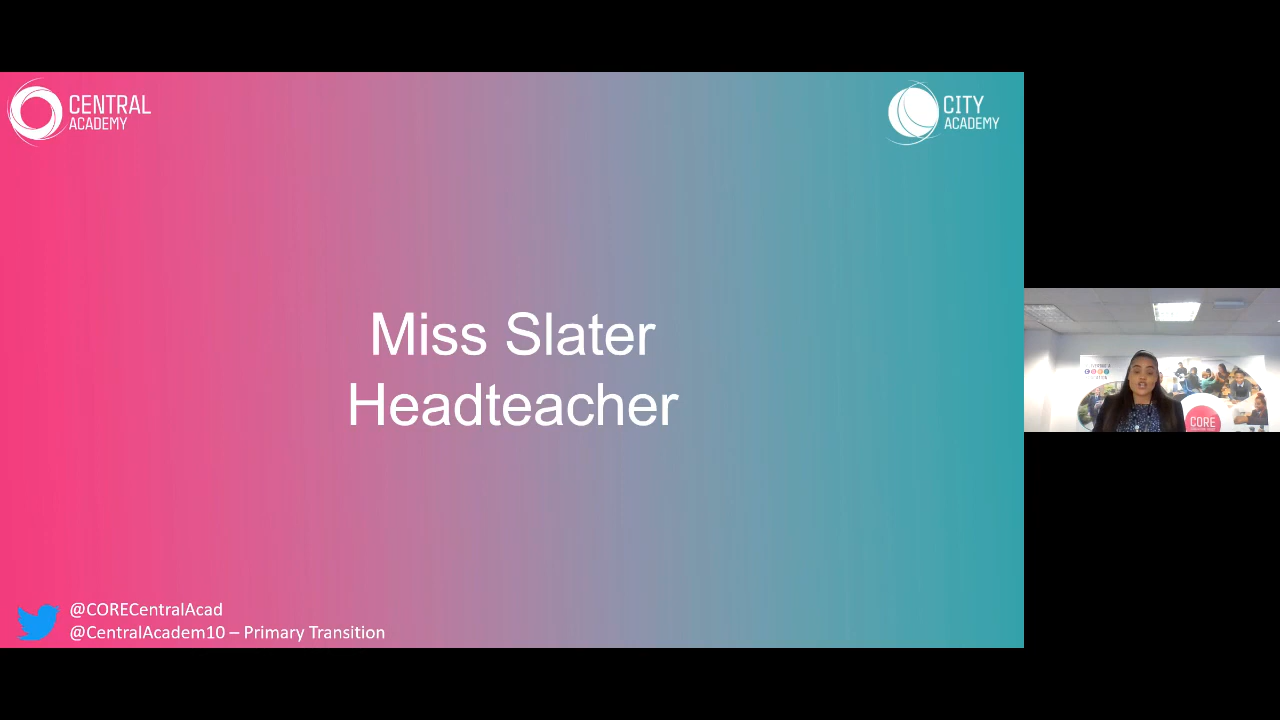 CENTRAL
ACADEMY
CITY
ACADEMY
Miss Slater
Headteacher
@CORECentralAcad
@CentralAcadem10 – Primary Transition
CORE